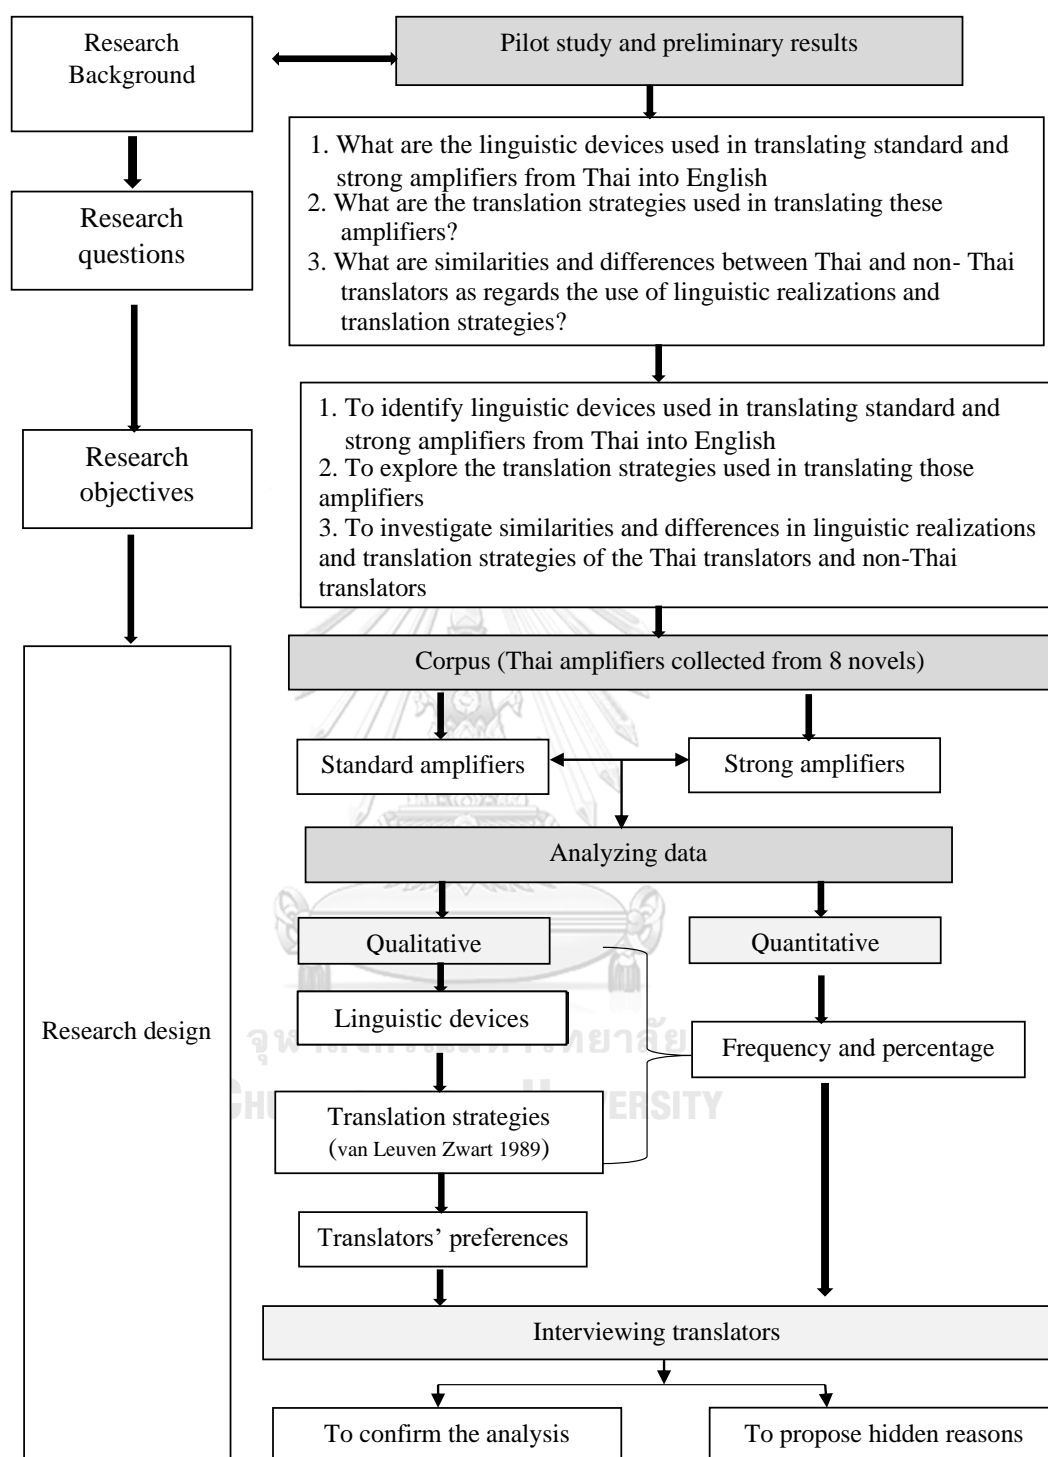 Research
Background
Pilot study and preliminary results
1. What are the linguistic devices used in translating standard and
strong amplifiers from Thai into English
2. What are the translation strategies used in translating these
amplifiers?
3. What are similarities and differences between Thai and non- Thai
translators as regards the use of linguistic realizations and
translation strategies?
Research
questions
1. To identify linguistic devices used in translating standard and
strong amplifiers from Thai into English
2. To explore the translation strategies used in translating those
amplifiers
3. To investigate similarities and differences in linguistic realizations
and translation strategies of the Thai translators and non-Thai
translators
Research
objectives
Corpus (Thai amplifiers collected from 8 novels)
Standard amplifiers
Strong amplifiers
Analyzing data
Qualitative
Quantitative
Research design
Linguistic devices
Frequency and percentage
Translation strategies
(van Leuven Zwart 1989)
Translators’ preferences
Interviewing translators
To confirm the analysis
To propose hidden reasons